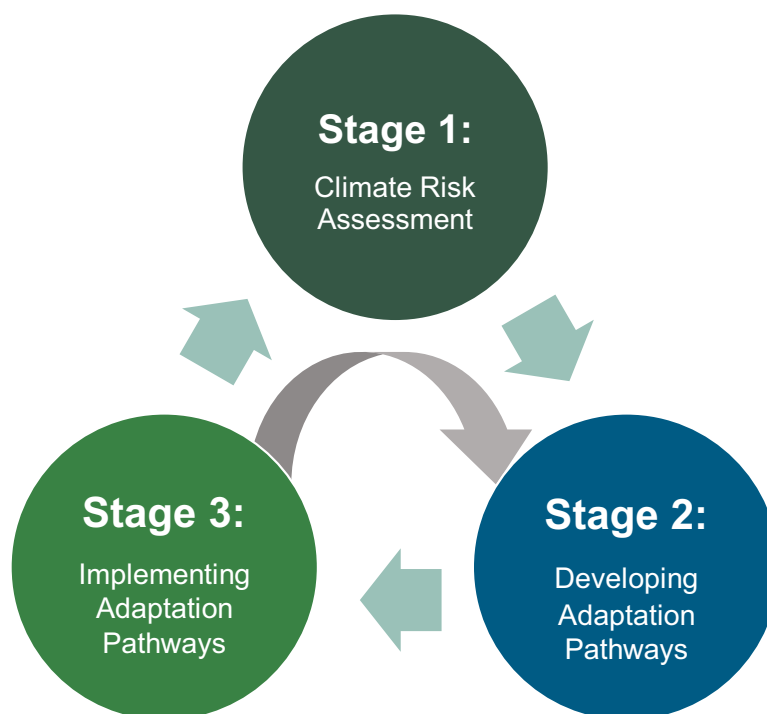 Stage 1:
Climate Risk
Assessment
Stage 3:
Implementing
Adaptation
Pathways
Stage 2:
Developing
Adaptation
Pathways